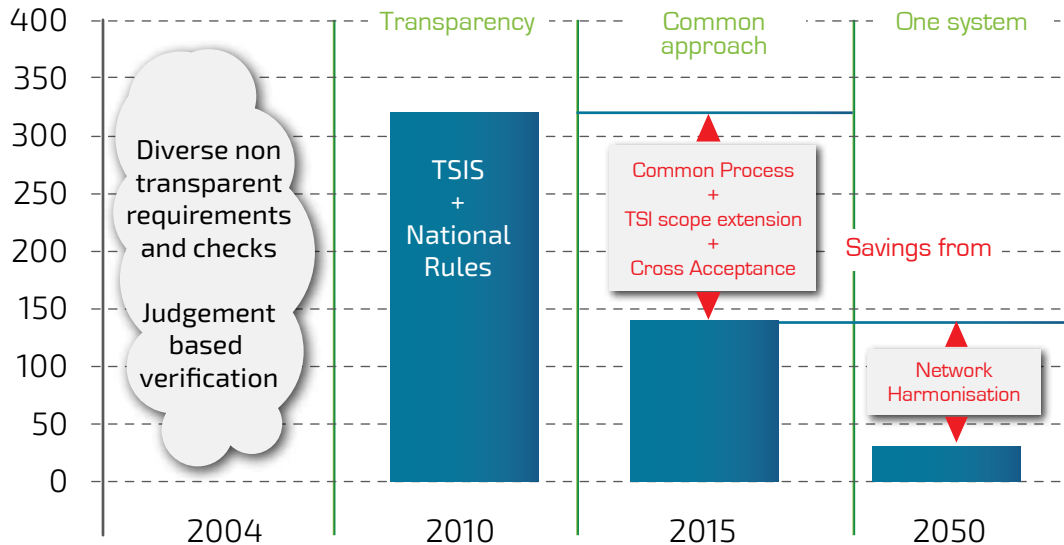 Transparency
Common
approach
One system
400
350
300
250
200
150
100
50
0
Diverse non
transparent
requirements
and checks
Judgement
based
verification
TSIS
+
National
Rules
Common Process
+
TSI scope extension
+
Cross Acceptance
Savings from
Network
Harmonisation
2004
2010
2015
2050